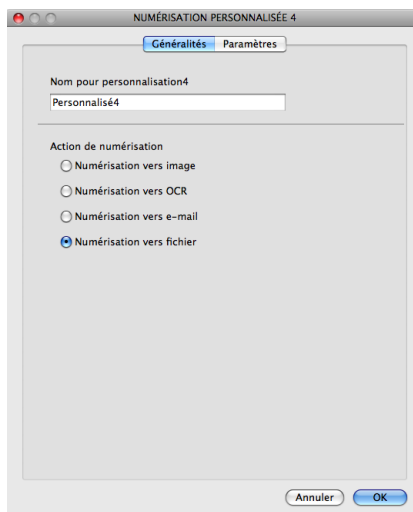 NUMÉRISATION PERSONNALISÉE 4
Généralités Paramètres
Nom pour personnalisation4
Personnalisé4
Action de numérisation
Numérisation vers image
Numérisation vers OCR
Numérisation vers e-mail
Numérisation vers fichier
Annuler OK